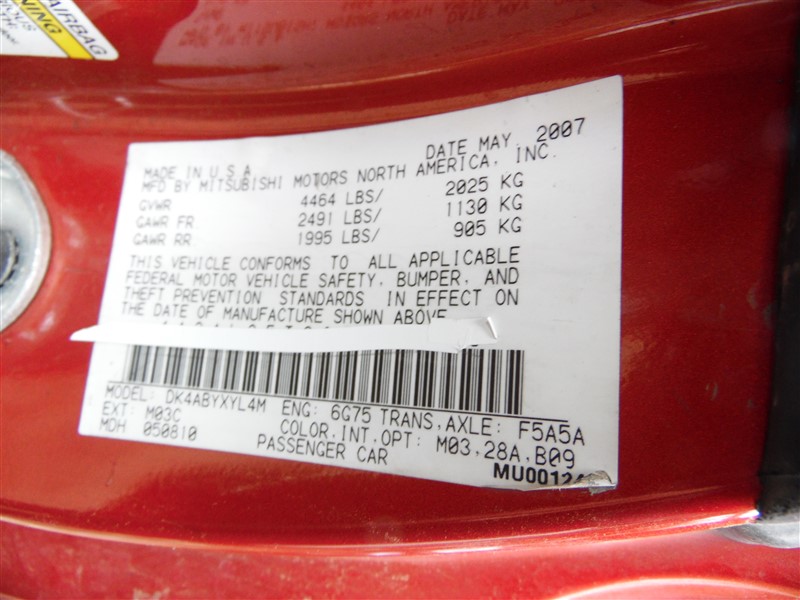 AIRBAG
DATE MAY, 2007
MADE IN U.S.A
MFD BY MITSUBISHI MOTORS NORTH AMERICA, INC.
GVWR 4464 LBS/ 2025 KG
GAWR FR 2491 LBS/ 1130 KG
GAWR RR 1995 LBS/ 905 KG
THIS VEHICLE CONFORMS TO ALL APPLICABLE
FEDERAL MOTOR VEHICLE SAFETY, BUMPER, AND
THEFT PREVENTION STANDARDS IN EFFECT ON
THE DATE OF MANUFACTURE SHOWN ABOVE
MODEL: DK4ABYXYL4M ENG: 6G75 TRANS,AXLE: F5A5A
EXT: M03C COLOR,INT,OPT: M03,28A,B09
MDH 050810 PASSENGER CAR
MU00124